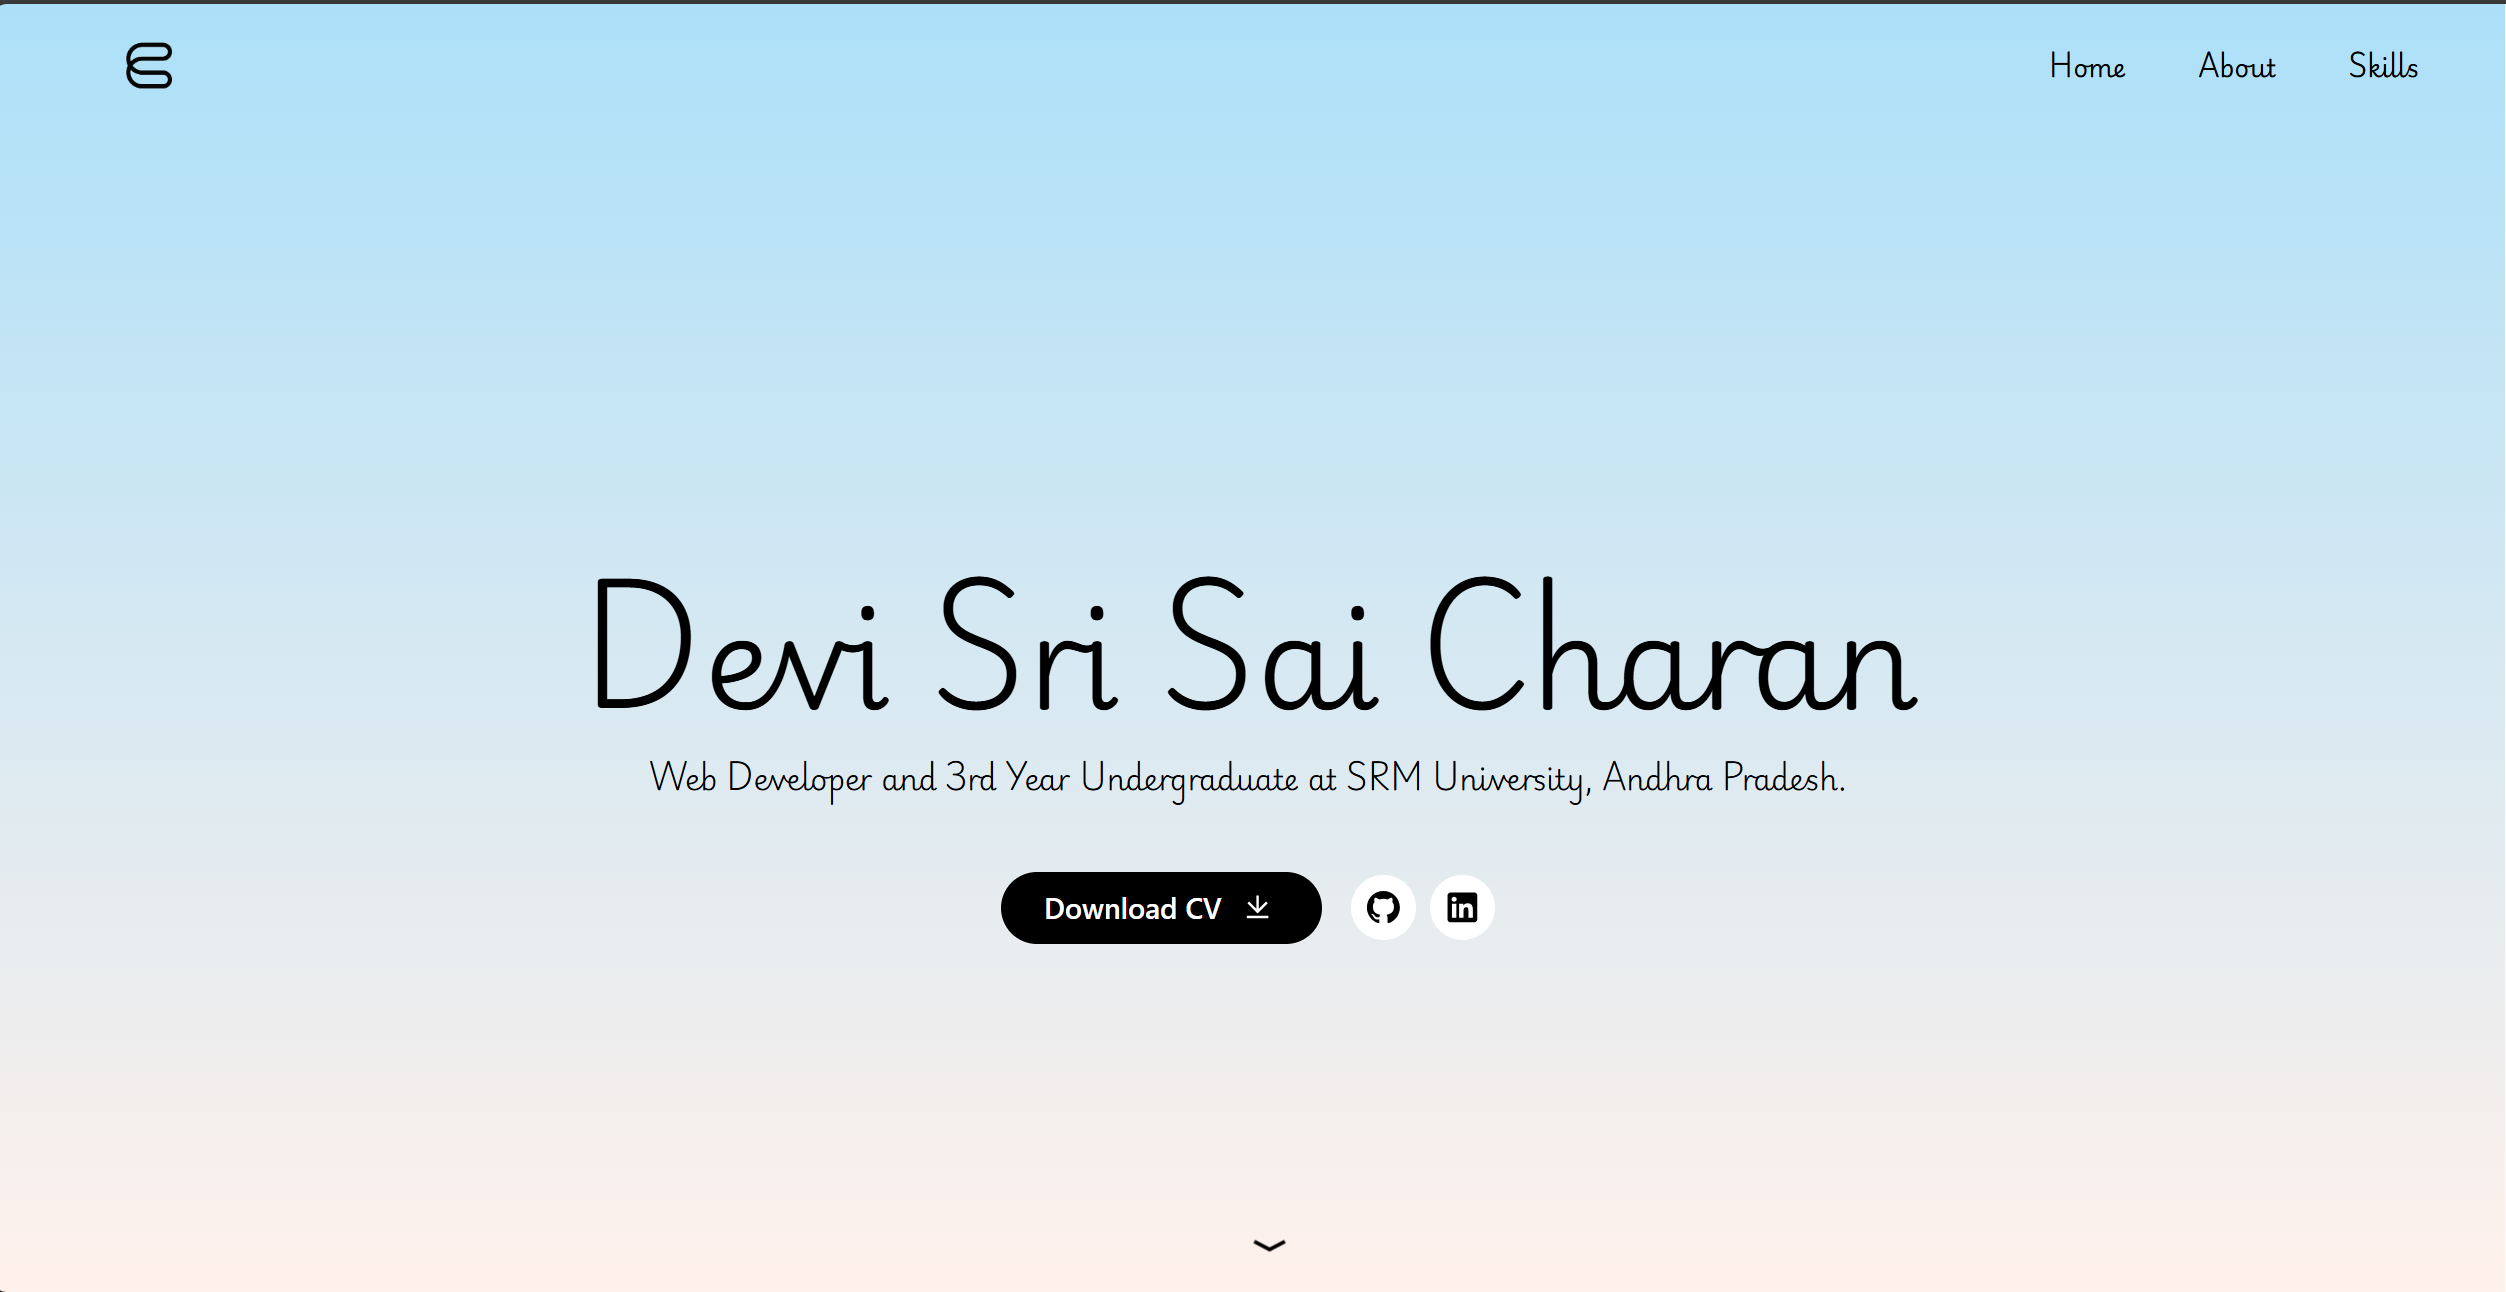 Home About Skills
Devi Sri Sai Charan
Web Developer and 3rd Year Undergraduate at SRM University, Andhra Pradesh.
Download CV
in